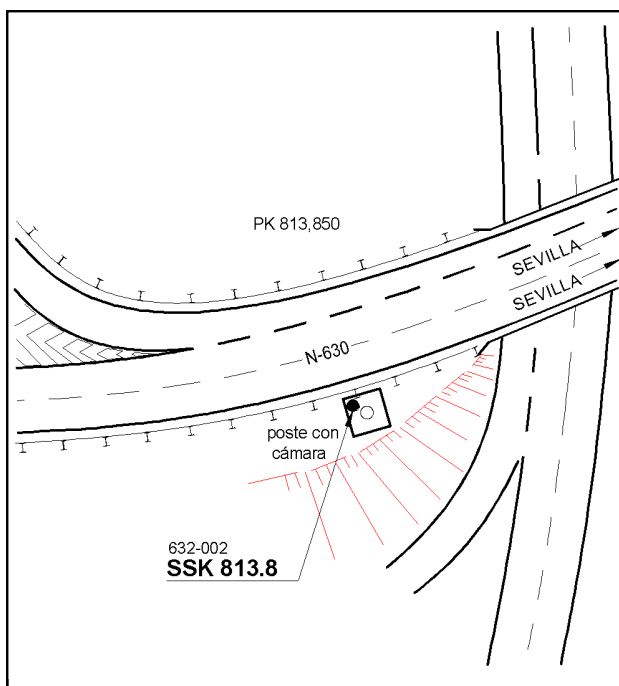 PK 813,850
SEVILLA
SEVILLA
N-630
poste con
cámara
632-002
SSK 813.8